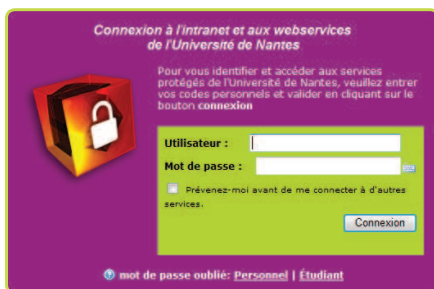 Connexion à l'intranet et aux webservices
de l'Université de Nantes
Pour vous identifier et accéder aux services
protégés de l'Université de Nantes, veuillez entrer
vos codes personnels et valider en cliquant sur le
bouton connexion
Utilisateur :
Mot de passe :
Prévenez-moi avant de me connecter à d'autres
services.
Connexion
mot de passe oublié: Personnel | Étudiant